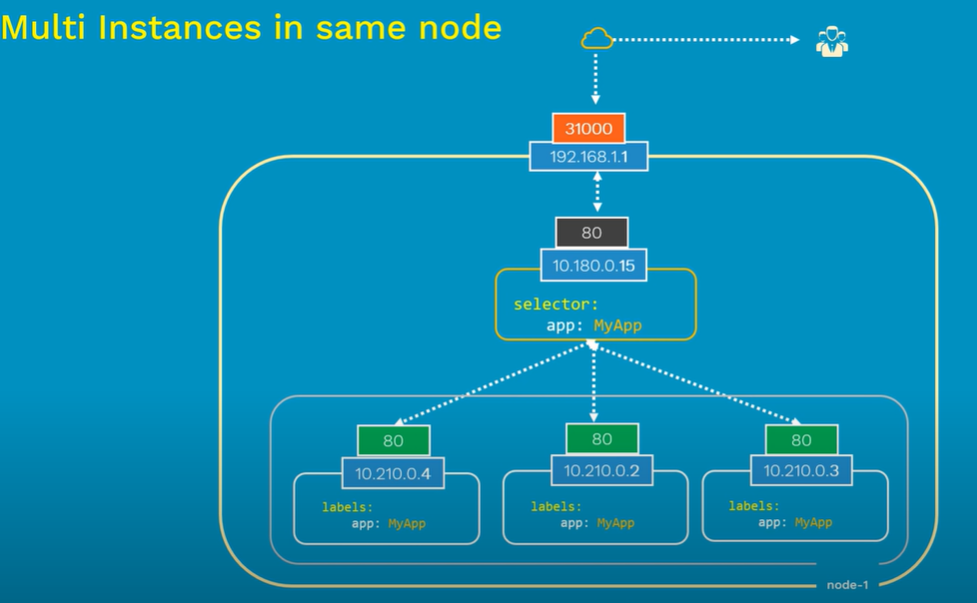 Multi Instances in same node
31000
192.168.1.1
80
10.180.0.15
selector:
app: MyApp
80
10.210.0.4
labels:
app: MyApp
80
10.210.0.2
labels:
app: MyApp
80
10.210.0.3
labels:
app: MyApp
node-1